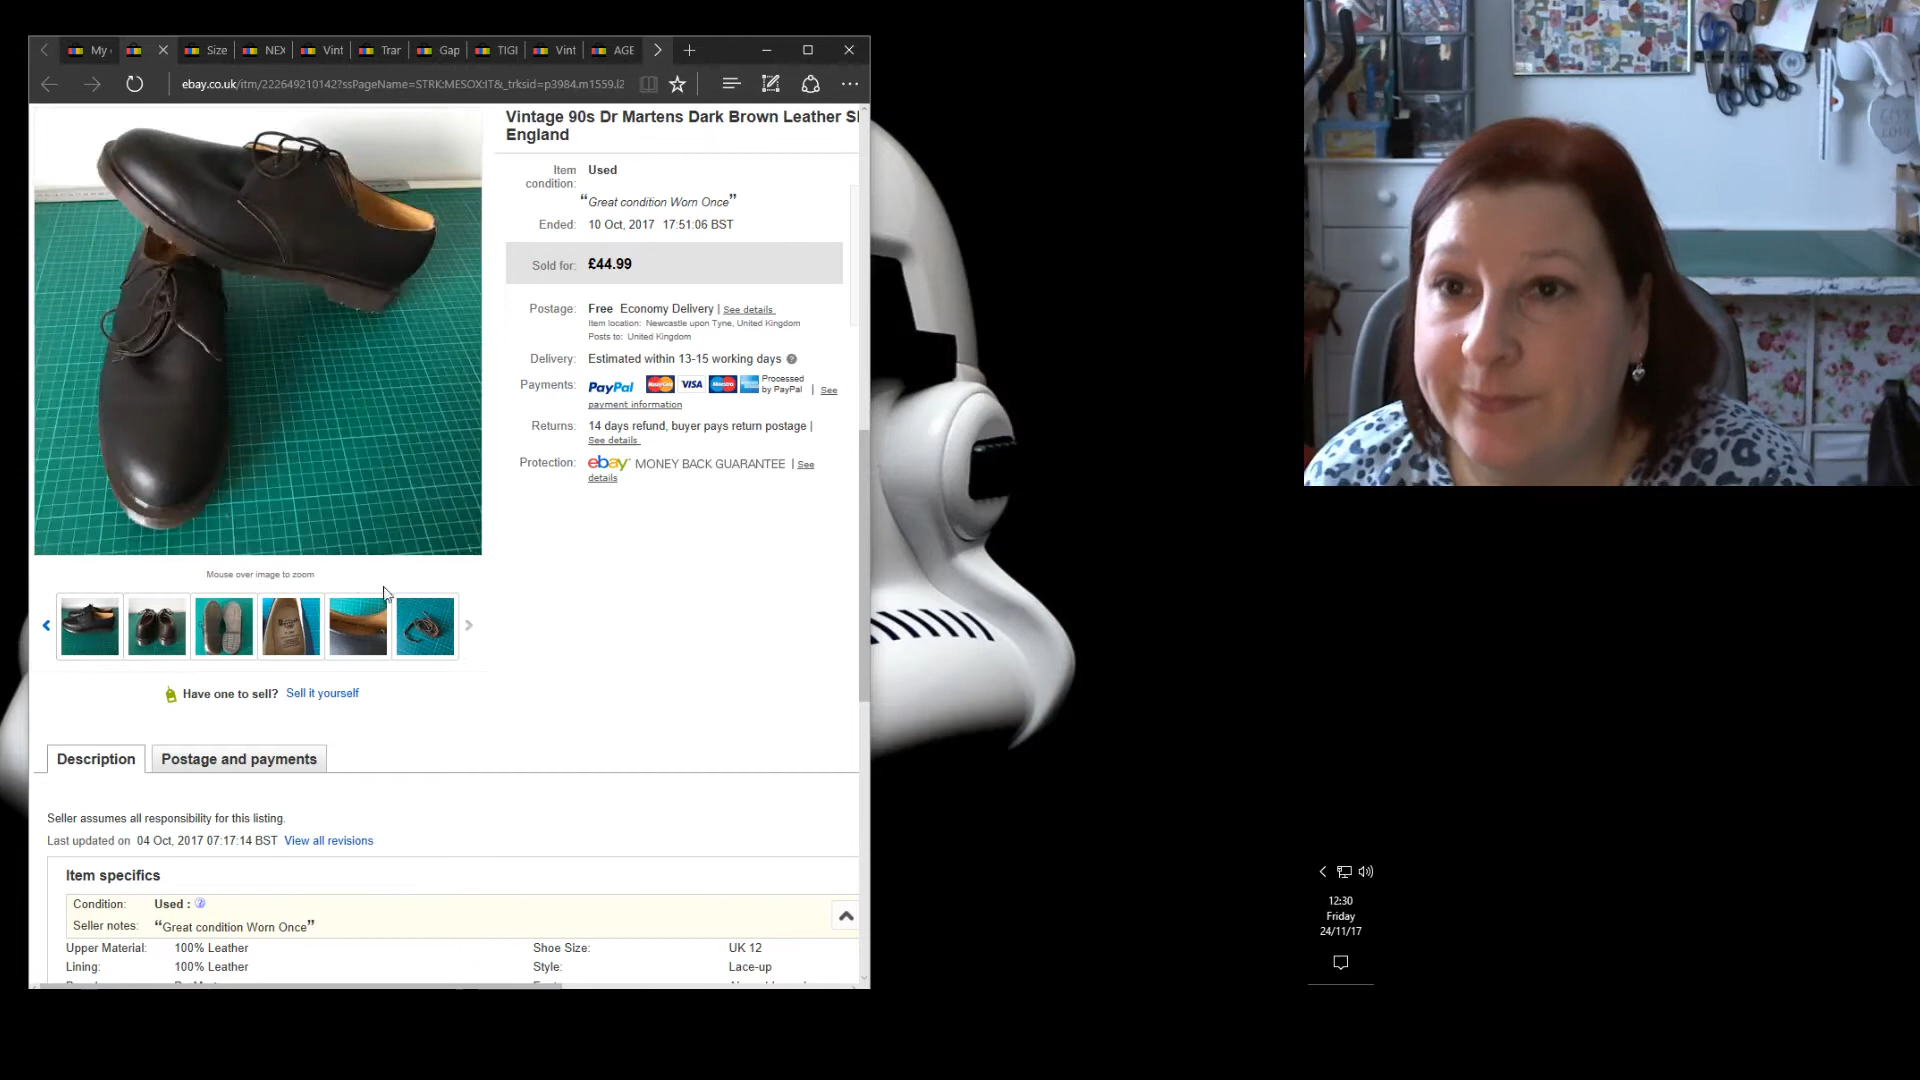 My
Size
NEX
Vint
Trar
Gap
TIGI
Vint
AGE
ebay.co.uk/itm/222649210142?ssPageName=STRK:MESOX:IT&_trksid=p3984.m1559.l2
Vintage 90s Dr Martens Dark Brown Leather
England
Item condition: Used
“Great condition Worn Once”
Ended: 10 Oct, 2017 17:51:06 BST
Sold for: £44.99
Postage: Free Economy Delivery | See details
Item location: Newcastle upon Tyne, United Kingdom
Posts to: United Kingdom
Delivery: Estimated within 13-15 working days
Payments: PayPal MasterCard VISA Maestro Processed by PayPal | See payment information
Returns: 14 days refund, buyer pays return postage |
See details
Protection: ebay MONEY BACK GUARANTEE | See
details
Mouse over image to zoom
Have one to sell? Sell it yourself
Description
Postage and payments
Seller assumes all responsibility for this listing.
Last updated on 04 Oct, 2017 07:17:14 BST View all revisions
Item specifics
Condition: Used :
Seller notes: “Great condition Worn Once”
Upper Material: 100% Leather Shoe Size: UK 12
Lining: 100% Leather Style: Lace-up
12:30
Friday
24/11/17